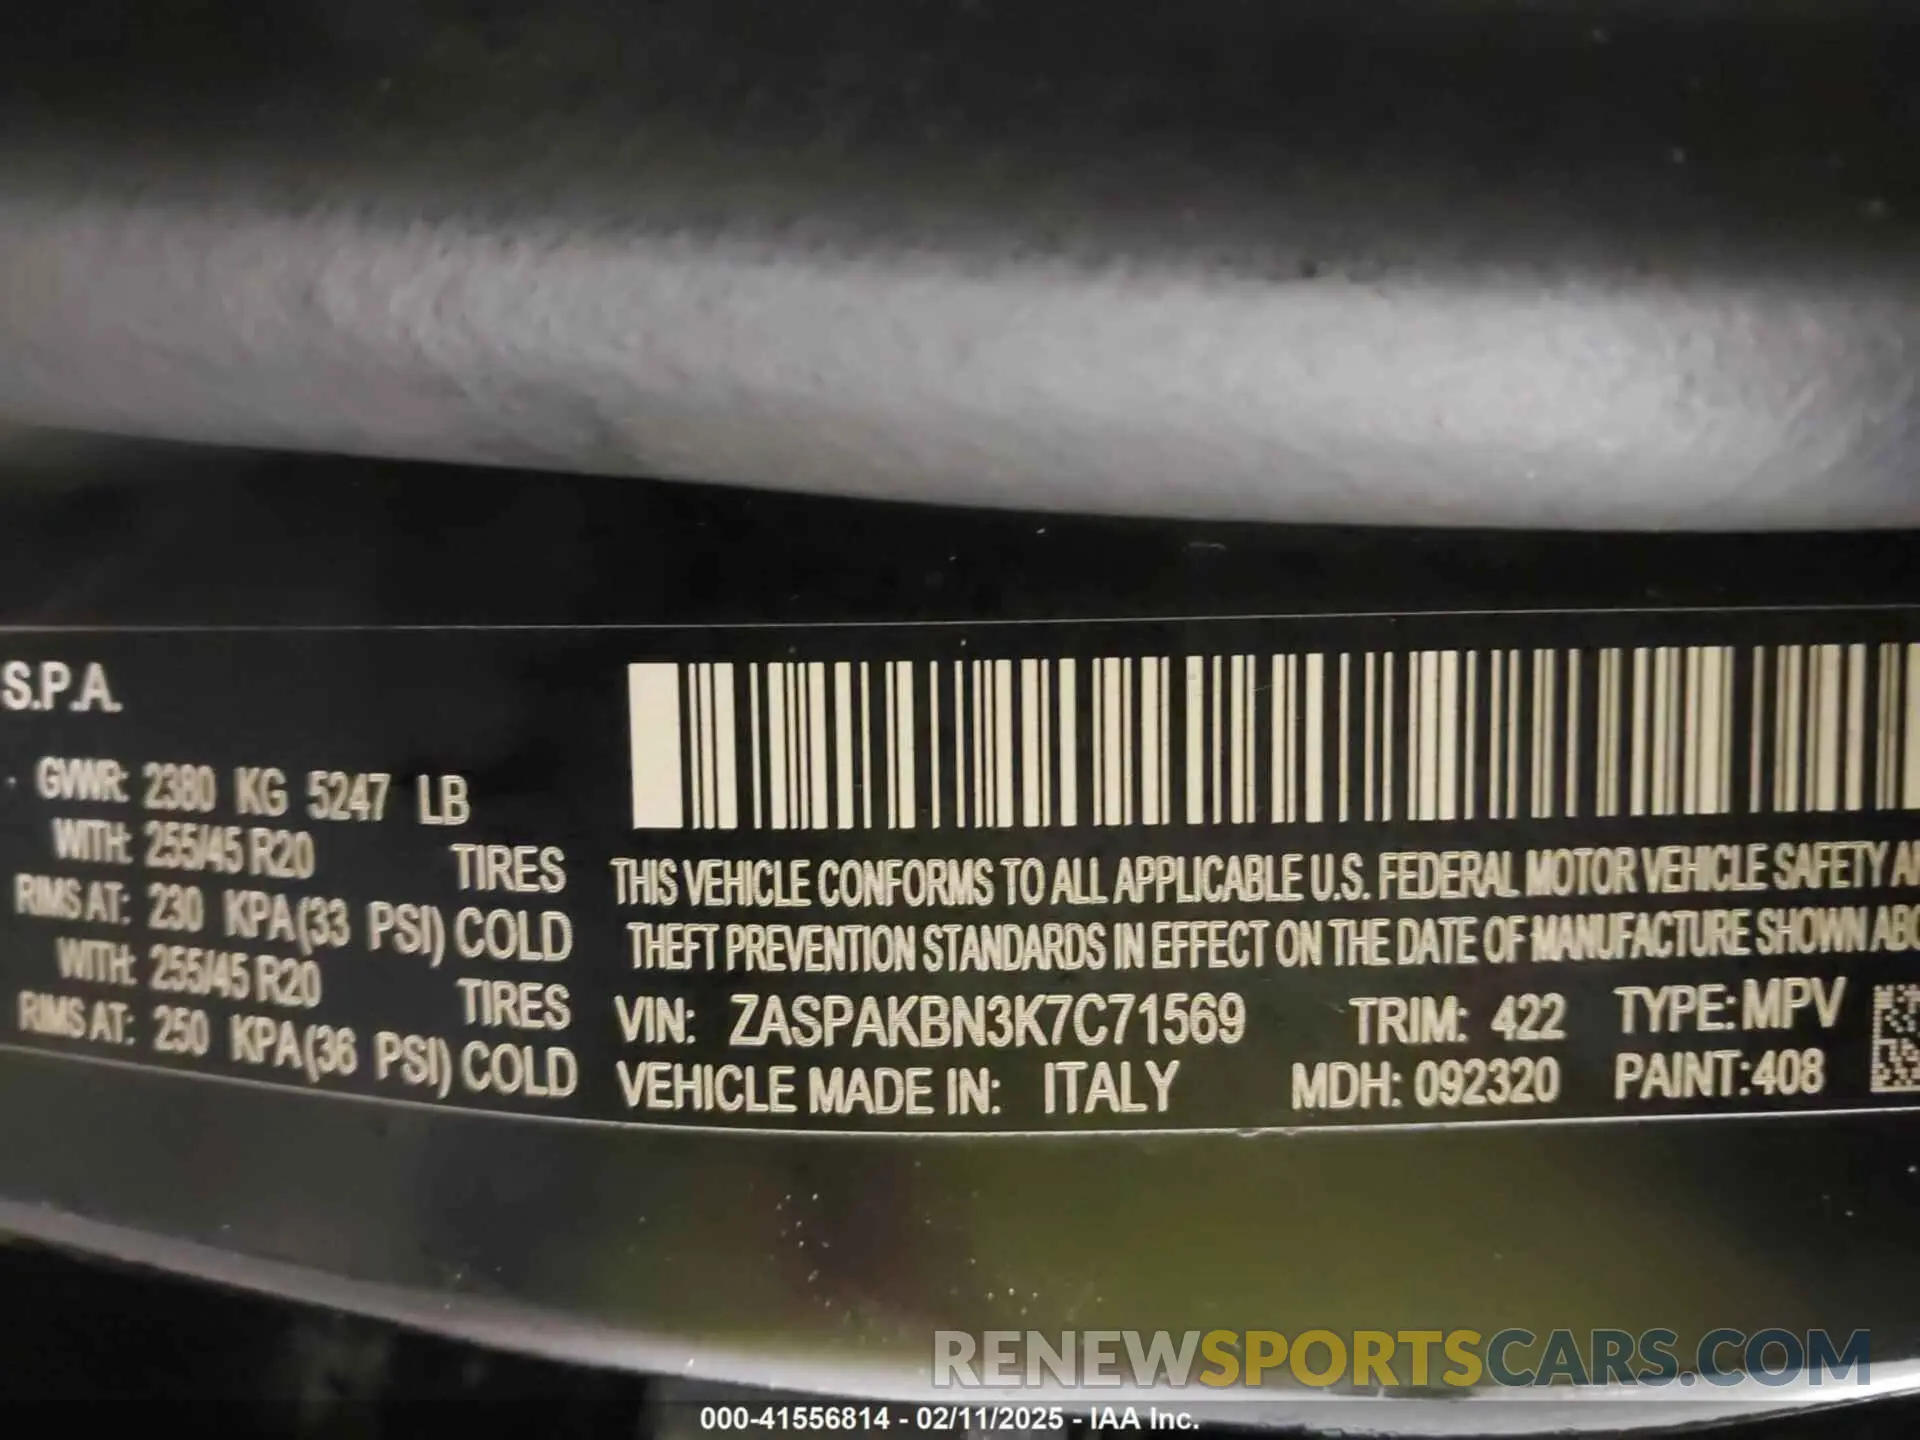 S.P.A.
GVWR: 2380 KG 5247 LB
WITH: 255/45 R20 TIRES
RIMS AT: 230 KPA(33 PSI) COLD
WITH: 255/45 R20 TIRES
RIMS AT: 250 KPA(36 PSI) COLD
THIS VEHICLE CONFORMS TO ALL APPLICABLE U.S. FEDERAL MOTOR VEHICLE SAFETY
THEFT PREVENTION STANDARDS IN EFFECT ON THE DATE OF MANUFACTURE SHOWN
VIN: ZASPAKBN3K7C71569 TRIM: 422 TYPE: MPV
VEHICLE MADE IN: ITALY MDH: 092320 PAINT: 408
RENEWSPORTSCARS.COM
000-41556814 - 02/11/2025 - IAA Inc.